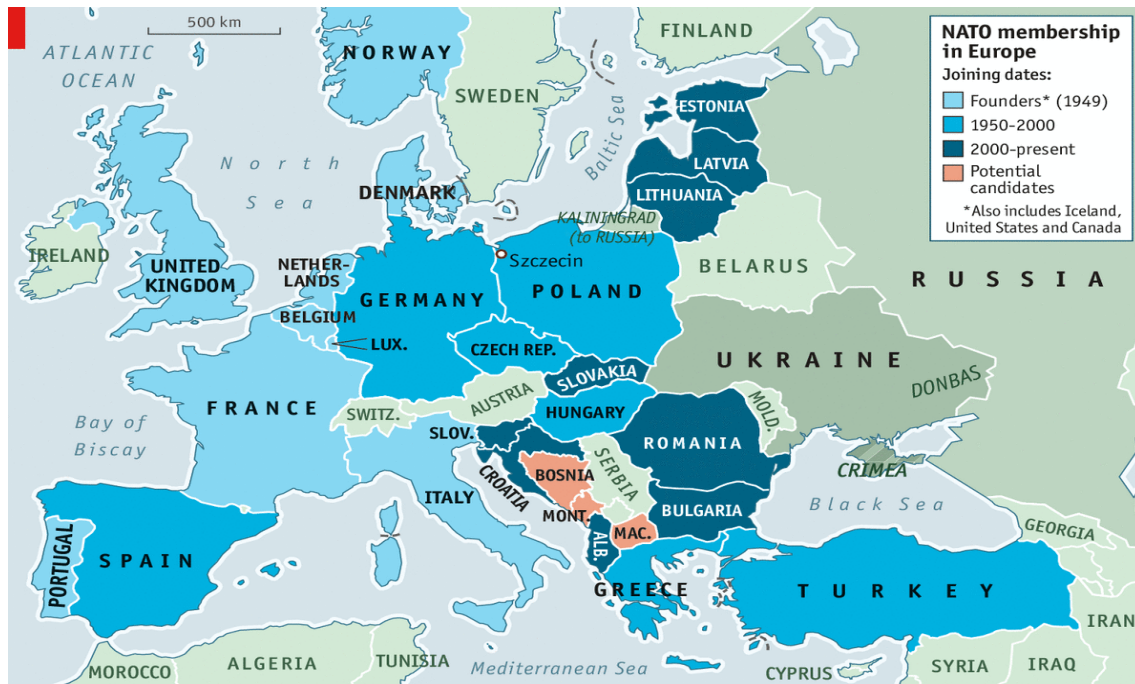 500 km
ATLANTIC
OCEAN
NORWAY
FINLAND
SWEDEN
NATO membership
in Europe
Joining dates:
Founders* (1949)
1950-2000
2000-present
Potential
candidates
*Also includes Iceland,
United States and Canada
North
Sea
Baltic Sea
ESTONIA
LATVIA
LITHUANIA
DENMARK
KALININGRAD
(to RUSSIA)
IRELAND
UNITED
KINGDOM
NETHER-
LANDS
BELGIUM
LUX.
GERMANY
Szczecin
POLAND
BELARUS
RUSSIA
CZECH REP.
UKRAINE
DONBAS
SLOVAKIA
AUSTRIA
HUNGARY
MOLD.
FRANCE
SWITZ.
Bay of
Biscay
SLOV.
CROATIA
BOSNIA
SERBIA
ROMANIA
CRIMEA
ITALY
MONT.
MAC.
ALB.
BULGARIA
Black Sea
GEORGIA
PORTUGAL
SPAIN
GREECE
TURKEY
IRAN
MOROCCO
ALGERIA
TUNISIA
Mediterranean Sea
CYPRUS
SYRIA
IRAQ